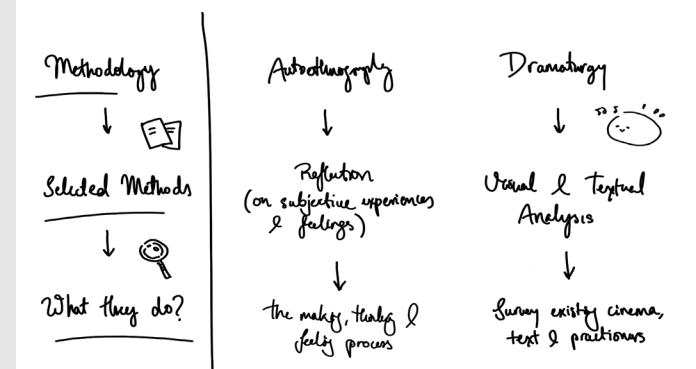 Methodology
Autoethnography
Dramaturgy
Selected Methods
Reflection
(on subjective experiences
& feelings)
Visual & Textual
Analysis
What they do?
the making, thinking &
feeling process
Survey existing cinema,
text & practioners